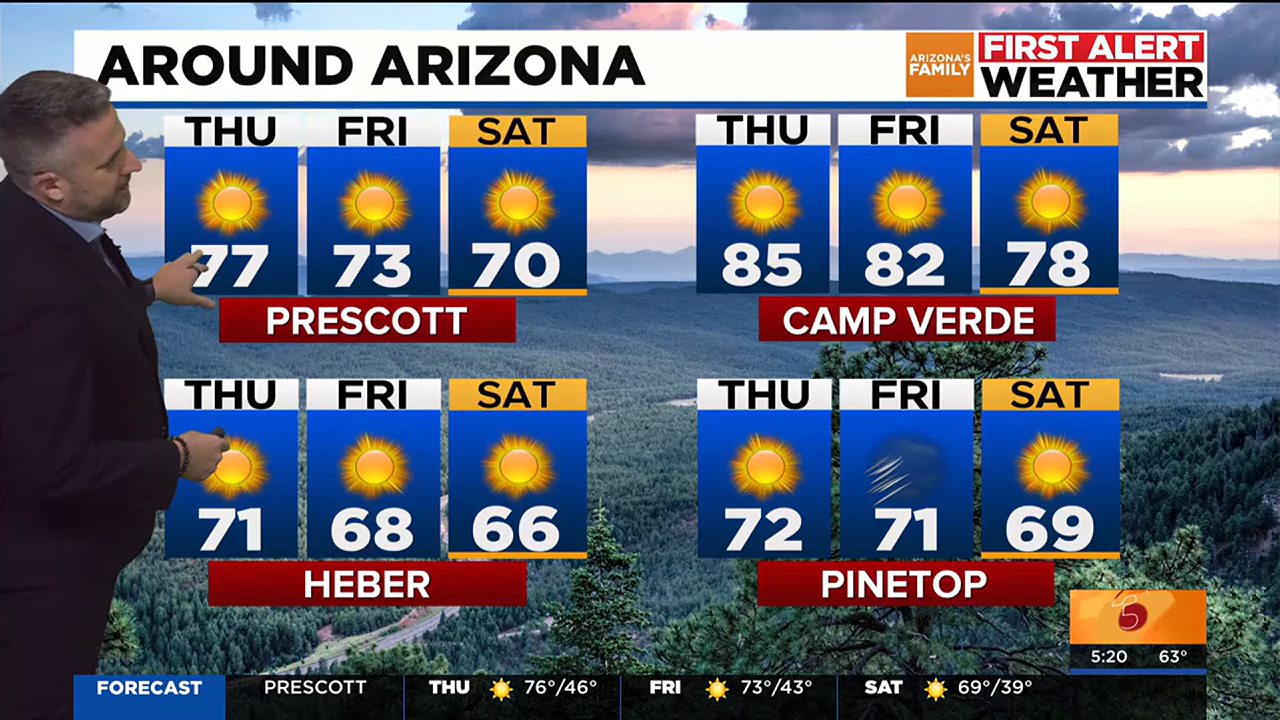 AROUND ARIZONA
ARIZONA'S
FAMILY
FIRST ALERT
WEATHER
THU FRI SAT
77 73 70
PRESCOTT
THU FRI SAT
85 82 78
CAMP VERDE
THU FRI SAT
71 68 66
HEBER
THU FRI SAT
72 71 69
PINETOP
5
5:20 63°
FORECAST PRESCOTT THU 76°/46° FRI 73°/43° SAT 69°/39°